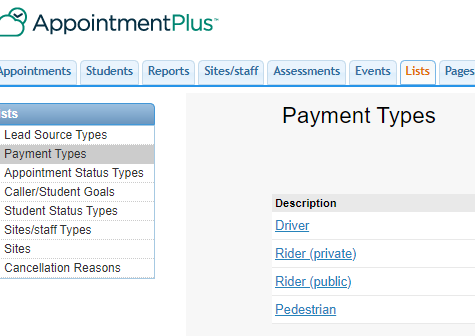 AppointmentPlus
Appointments Students Reports Sites/staff Assessments Events Lists Pages
sts
Payment Types
Lead Source Types
Payment Types
Appointment Status Types
Caller/Student Goals
Student Status Types
Sites/staff Types
Sites
Cancellation Reasons
Description
Driver
Rider (private)
Rider (public)
Pedestrian